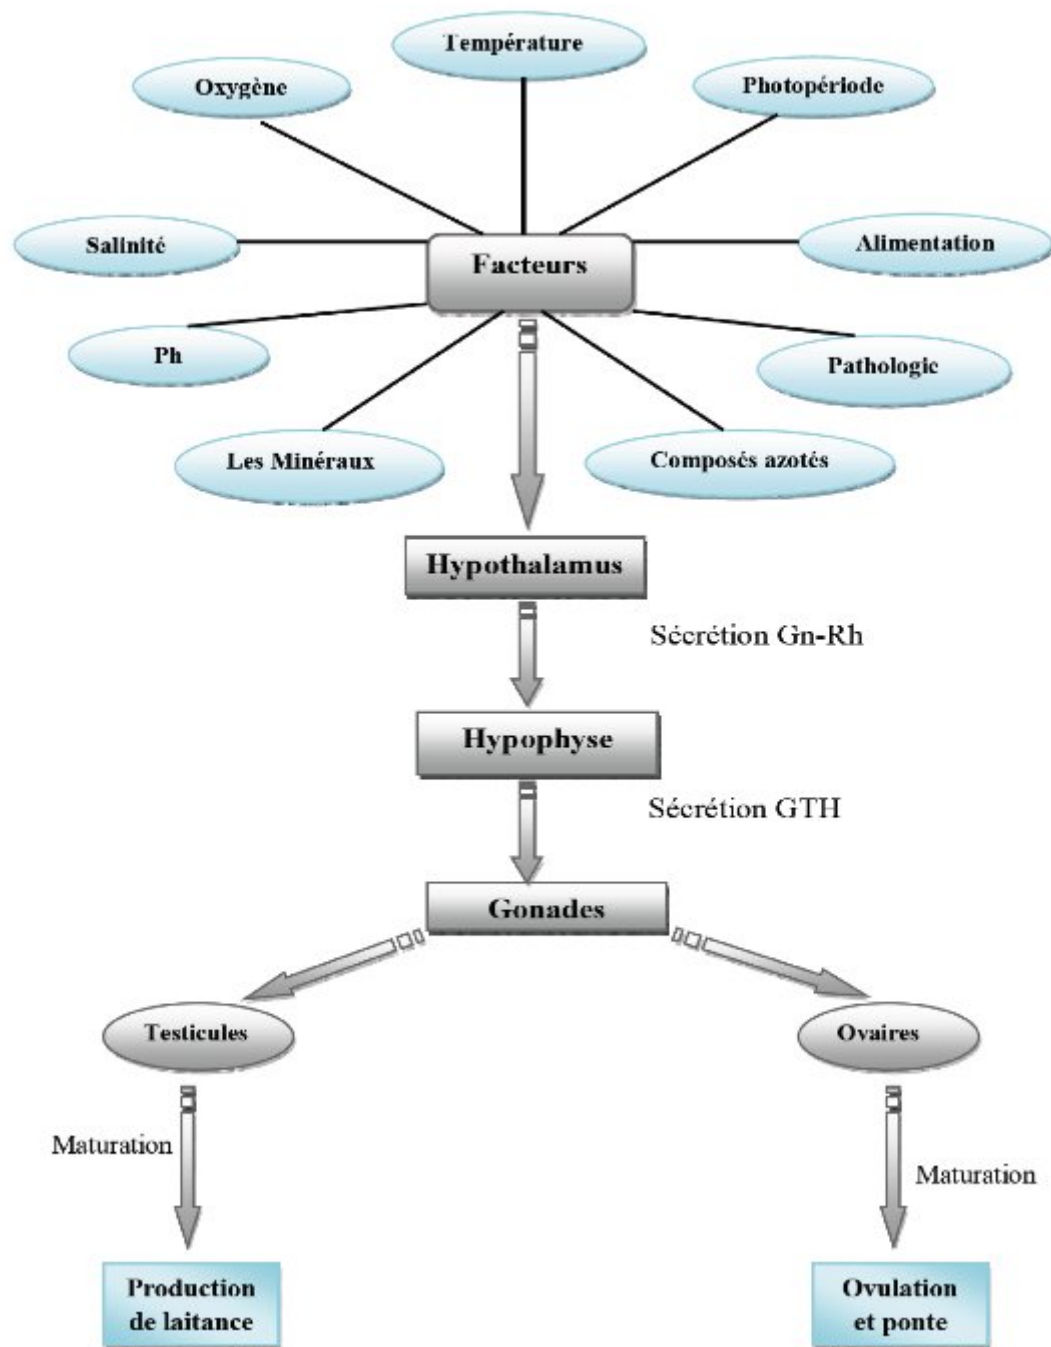 Température
Oxygène
Photopériode
Salinité
Facteurs
Alimentation
Ph
Pathologie
Les Minéraux
Composés azotés
Hypothalamus
Sécrétion Gn-Rh
Hypophyse
Sécrétion GTH
Gonades
Testicules
Ovaires
Maturation
Maturation
Production
de laitance
Ovulation
et ponte